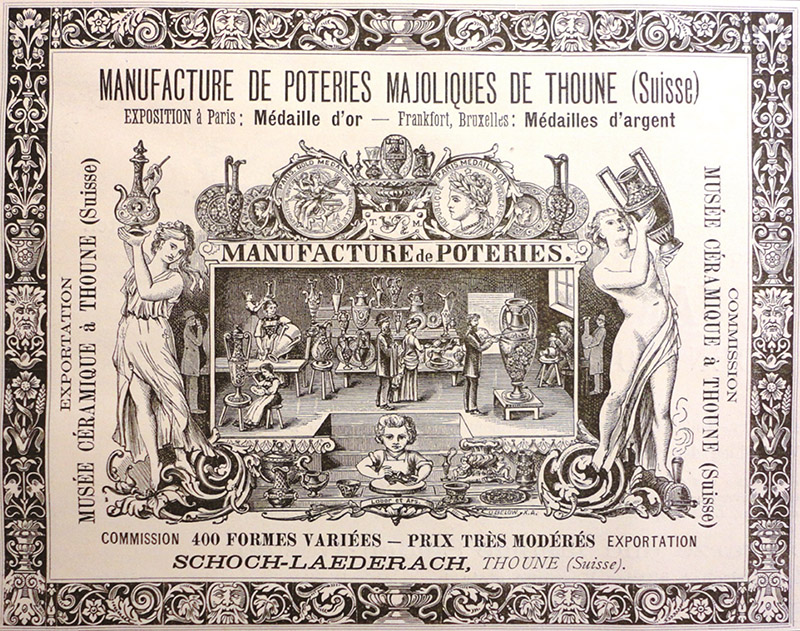 MANUFACTURE DE POTERIES MAJOLIQUES DE THOUNE (Suisse)
EXPOSITION à Paris: Médaille d'or — Frankfort, Bruxelles: Médailles d'argent
EXPORTATION
MUSÉE CÉRAMIQUE à THOUNE (Suisse)
PARIS MEDAIL D'
T M
MANUFACTURE de POTERIES.
COMMISSION
MUSÉE CÉRAMIQUE à THOUNE (Suisse)
COMMISSION 400 FORMES VARIÉES — PRIX TRÈS MODÉRÉS EXPORTATION
SCHOCH-LAEDERACH, THOUNE (Suisse).